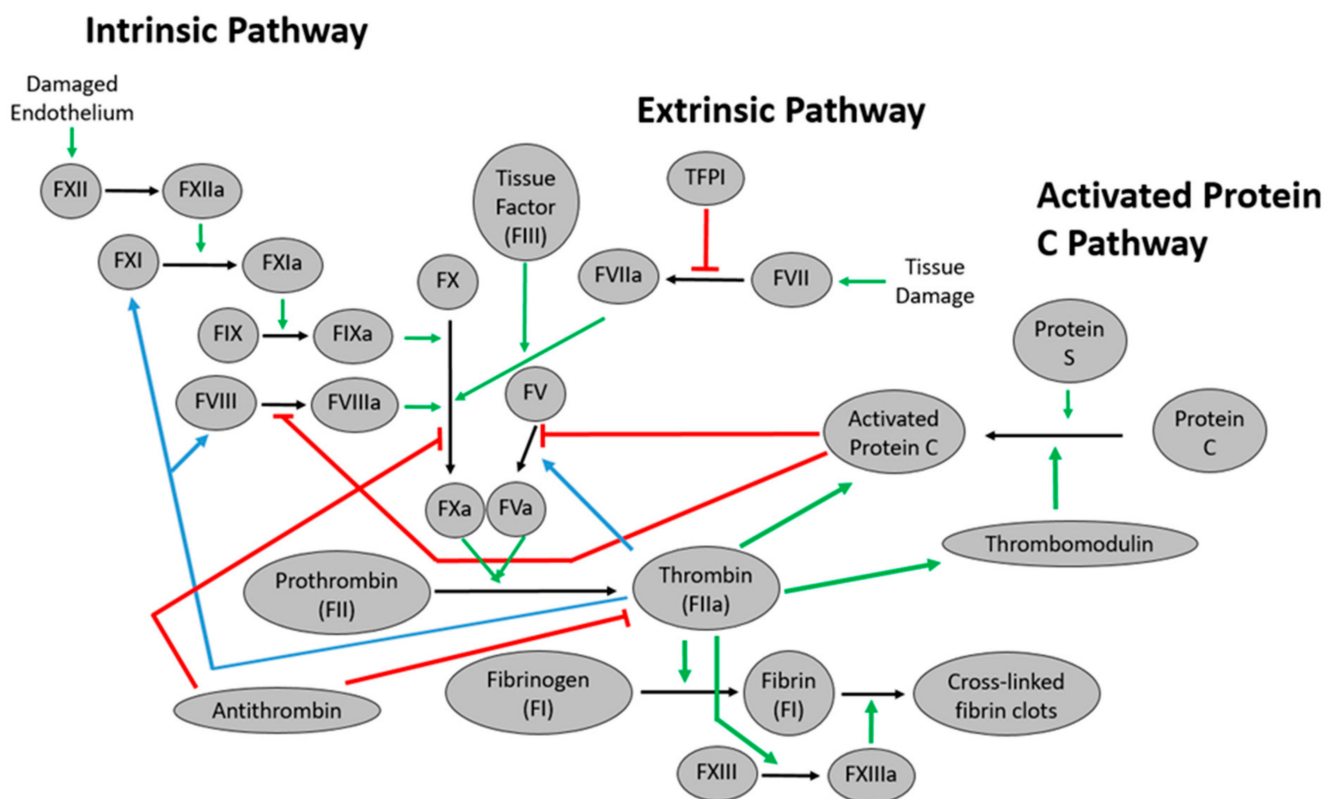 Intrinsic Pathway
Damaged
Endothelium
Extrinsic Pathway
Activated Protein
C Pathway
FXII
FXIIa
Tissue
Factor
(FIII)
TFPI
FXI
FXIa
FX
FVIIa
FVII
Tissue
Damage
FIX
FIXa
Protein
S
FVIII
FVIIIa
FV
Activated
Protein C
Protein
C
FXa
FVa
Thrombomodulin
Prothrombin
(FII)
Thrombin
(FIIa)
Fibrinogen
(FI)
Fibrin
(FI)
Cross-linked
fibrin clots
Antithrombin
FXIII
FXIIIa